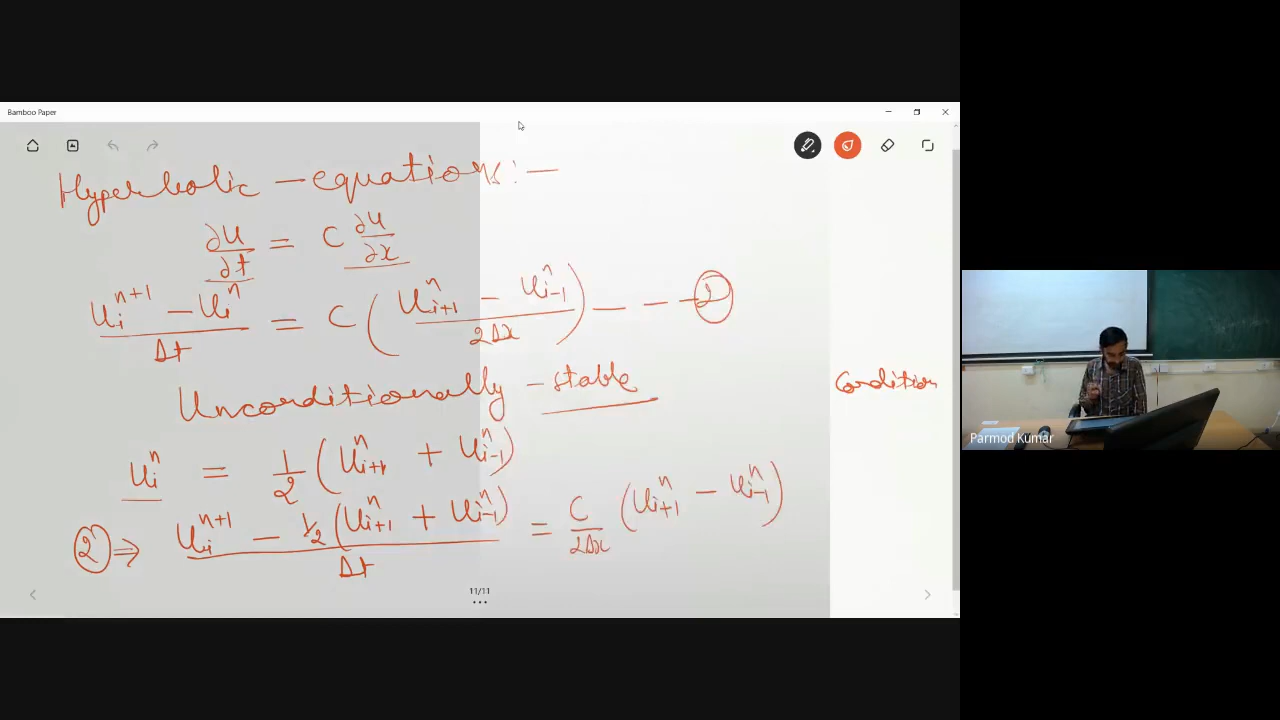 Bamboo Paper
Hyperbolic - equations : -
∂u/∂t = C ∂u/∂x
(u_i^{n+1} - u_i^n)/Δt = C ((u_{i+1}^n - u_{i-1}^n)/2Δx) - - - ②
Unconditionally - stable
Condition
u_i^n = 1/2 (u_{i+1}^n + u_{i-1}^n)
② ⇒ (u_i^{n+1} - 1/2 (u_{i+1}^n + u_{i-1}^n))/Δt = C/2Δx (u_{i+1}^n - u_{i-1}^n)
11/11
Parmod Kumar